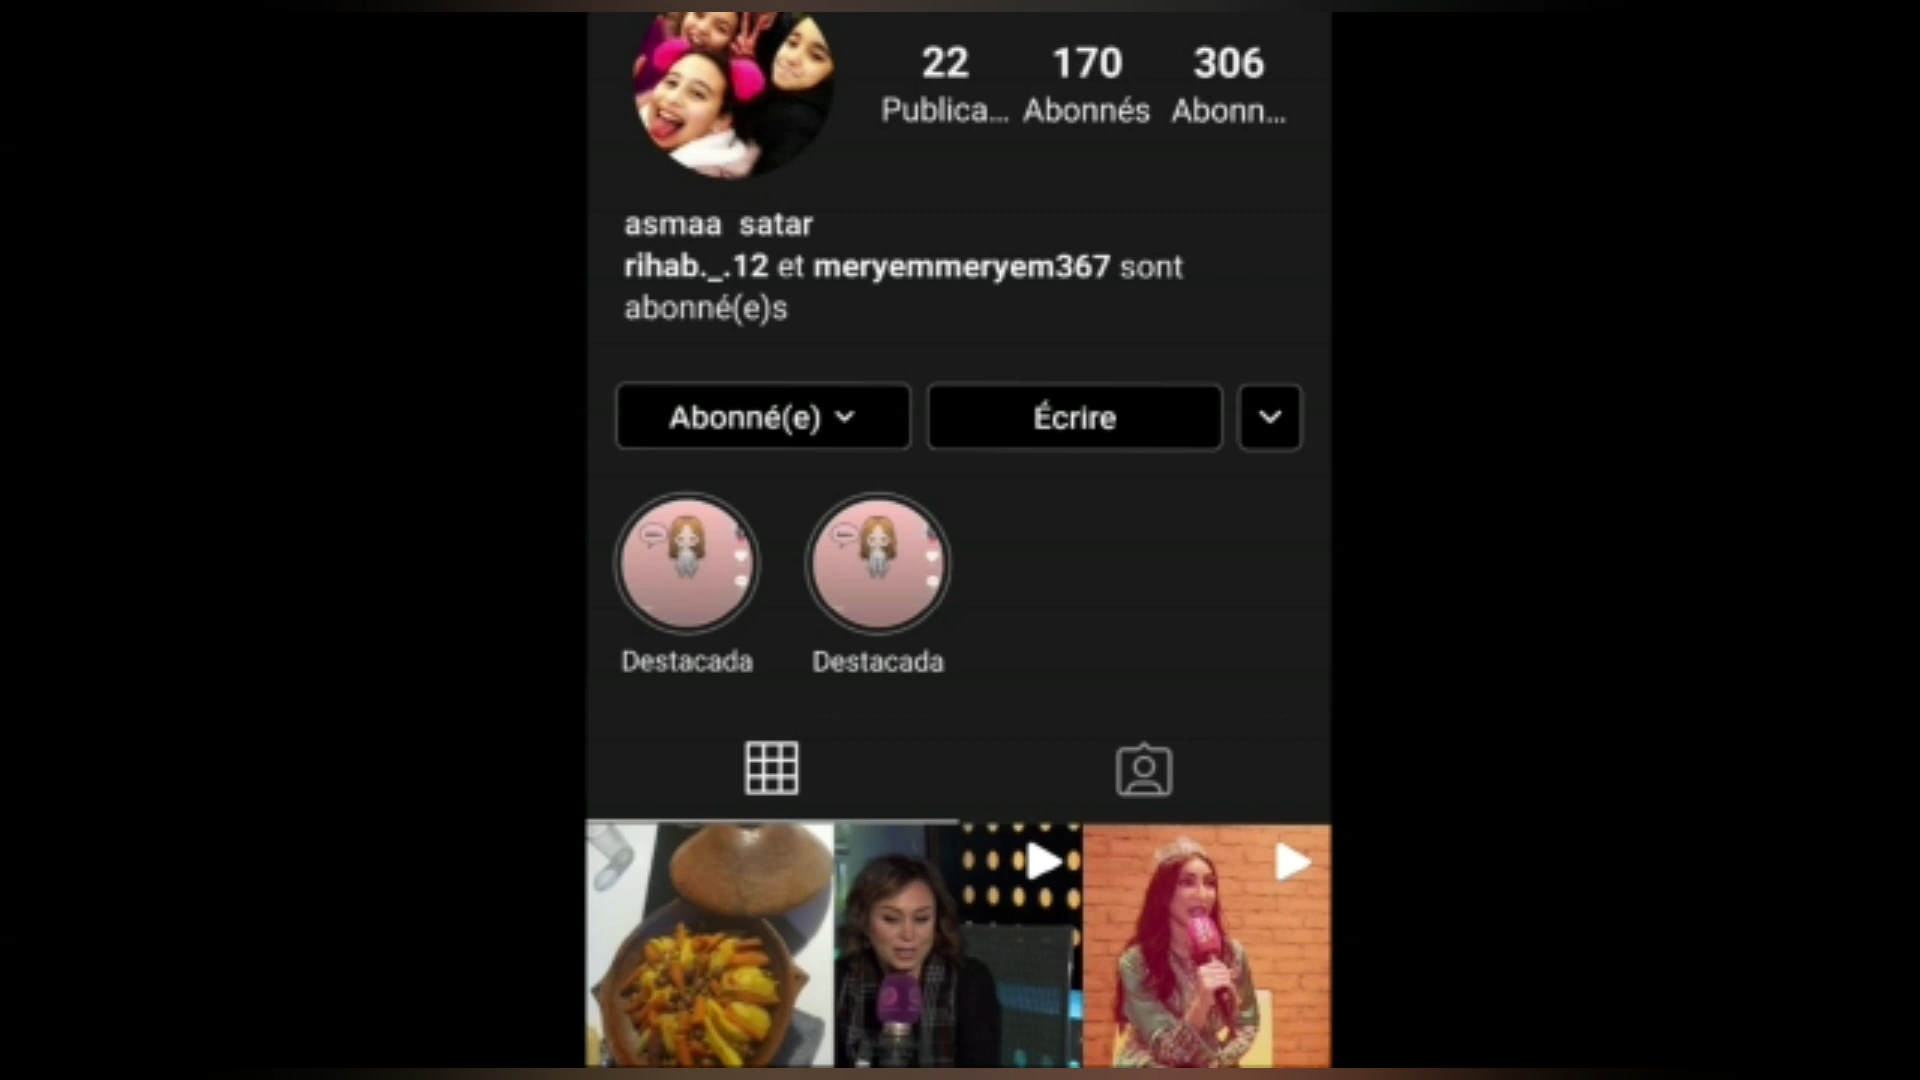 22 170 306
Publica... Abonnés Abonn...
asmaa satar
rihab._.12 et meryemmeryem367 sont
abonné(e)s
Abonné(e) Écrire
Destacada Destacada